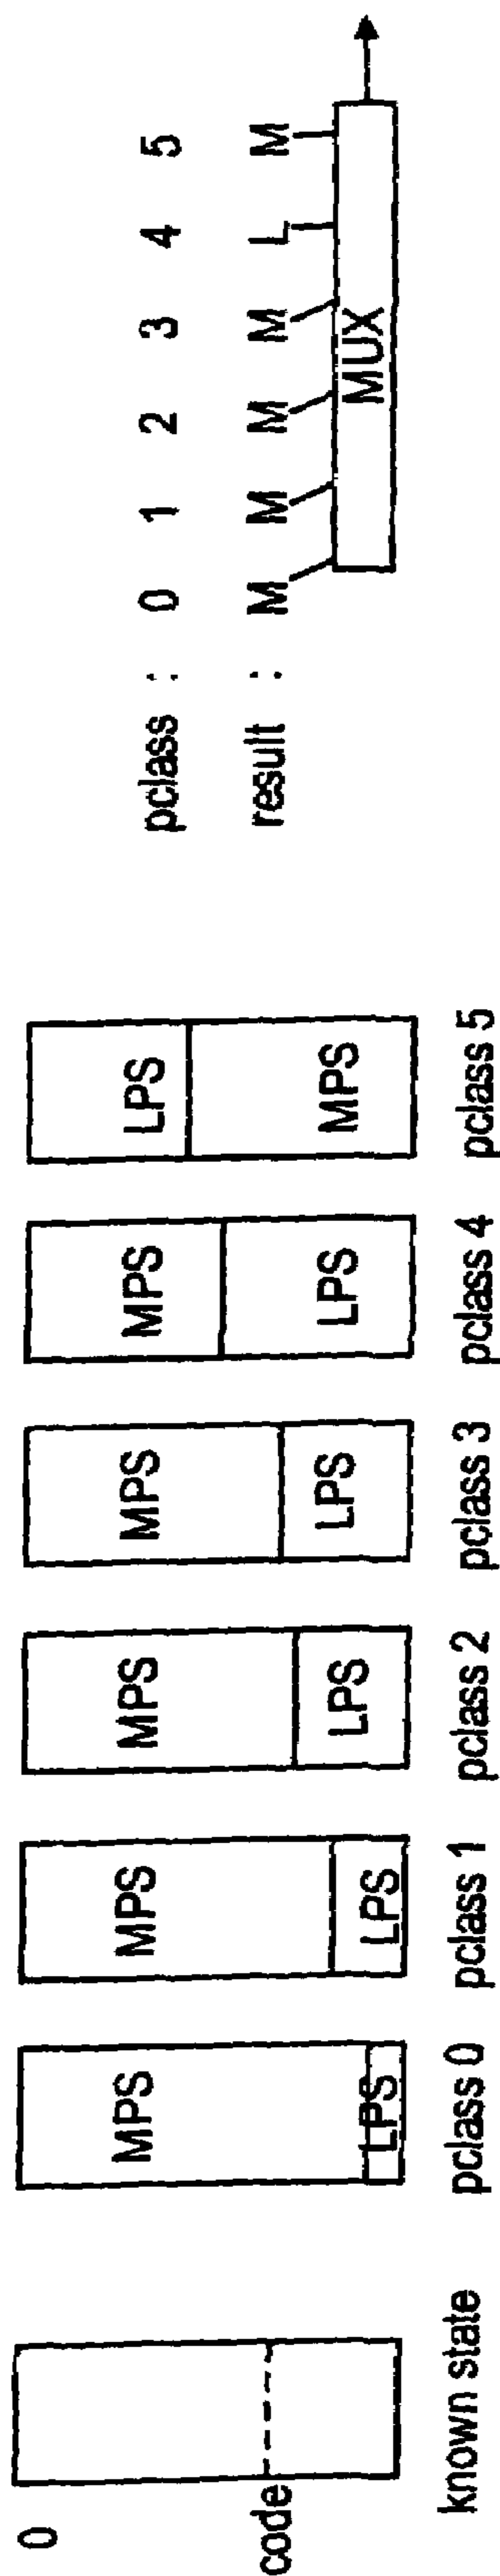 0
code
known state
MPS
LPS
pclass 0
MPS
LPS
pclass 1
MPS
LPS
pclass 2
MPS
LPS
pclass 3
MPS
LPS
pclass 4
LPS
MPS
pclass 5
pclass : 0 1 2 3 4 5
result : M M M M L M
MUX